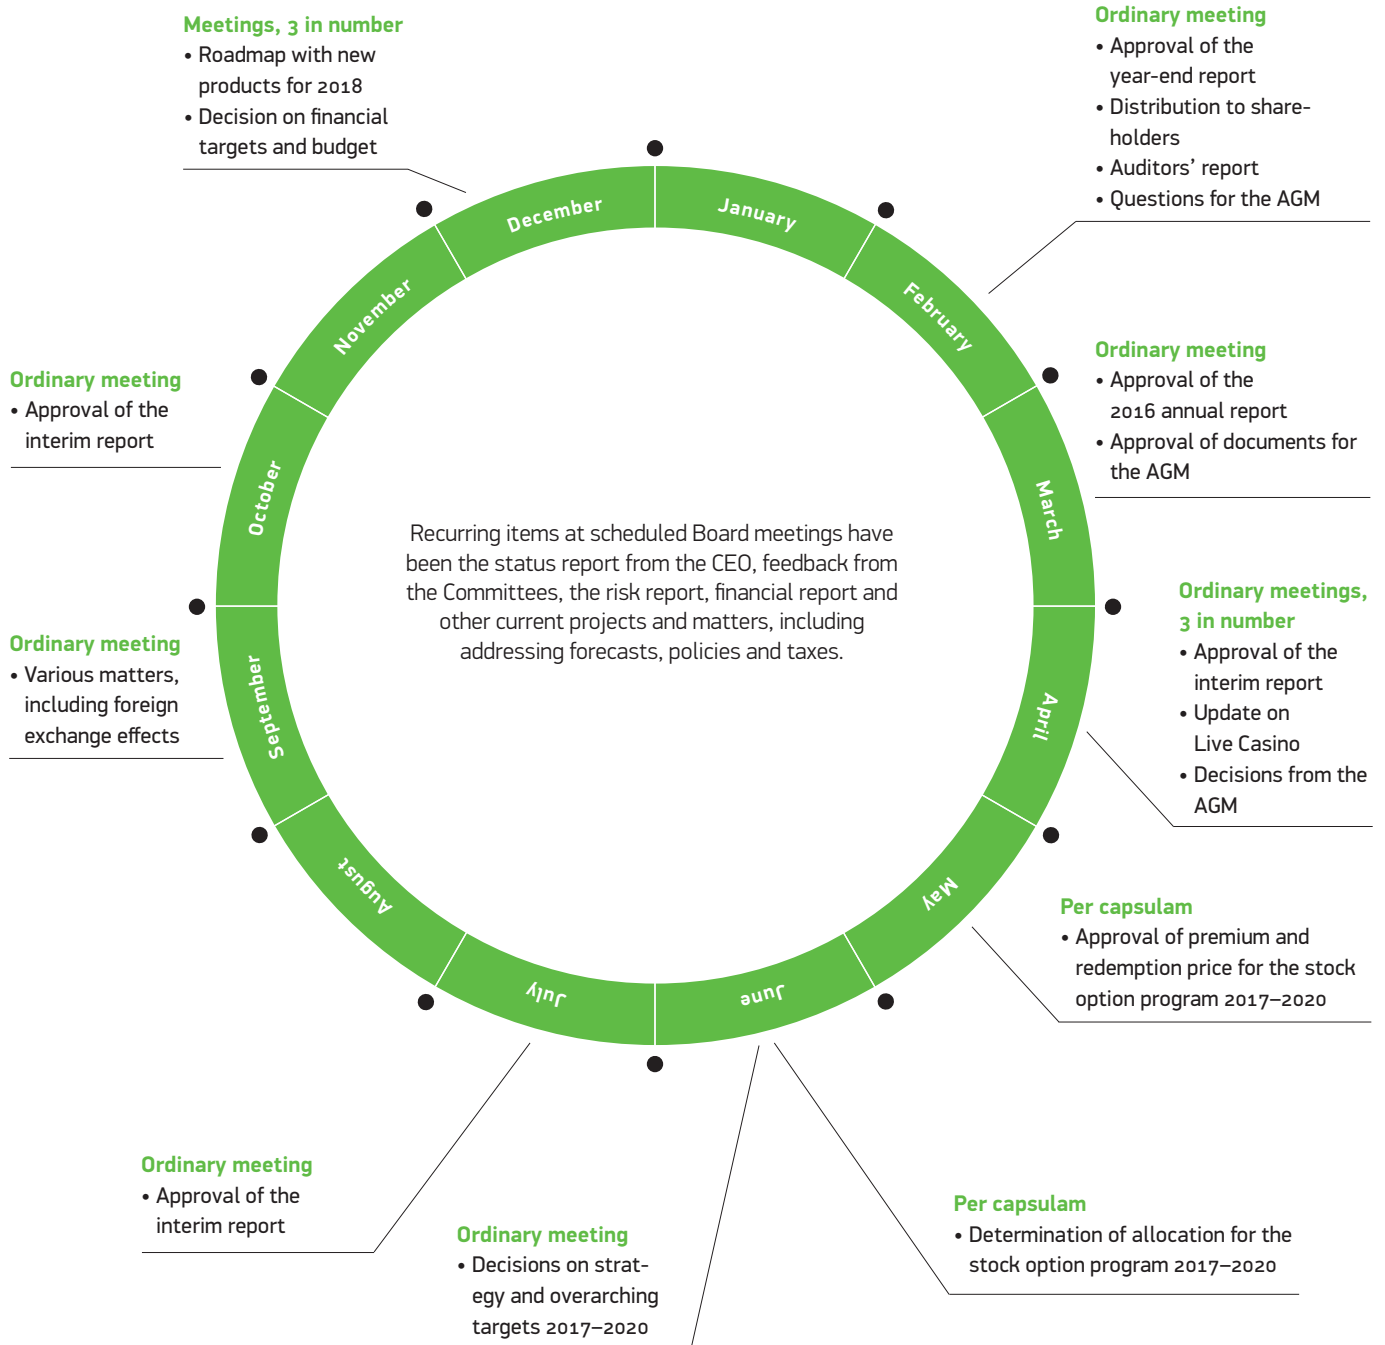 Meetings, 3 in number
• Roadmap with new
products for 2018
• Decision on financial
targets and budget
Ordinary meeting
• Approval of the
year-end report
• Distribution to share-
holders
• Auditors’ report
• Questions for the AGM
Ordinary meeting
• Approval of the
2016 annual report
• Approval of documents for
the AGM
Ordinary meetings,
3 in number
• Approval of the
interim report
• Update on
Live Casino
• Decisions from the
AGM
Per capsulam
• Approval of premium and
redemption price for the stock
option program 2017–2020
Per capsulam
• Determination of allocation for the
stock option program 2017–2020
Ordinary meeting
• Decisions on strat-
egy and overarching
targets 2017–2020
Ordinary meeting
• Approval of the
interim report
Ordinary meeting
• Various matters,
including foreign
exchange effects
Ordinary meeting
• Approval of the
interim report
January
February
March
April
May
June
July
August
September
October
November
December
Recurring items at scheduled Board meetings have
been the status report from the CEO, feedback from
the Committees, the risk report, financial report and
other current projects and matters, including
addressing forecasts, policies and taxes.